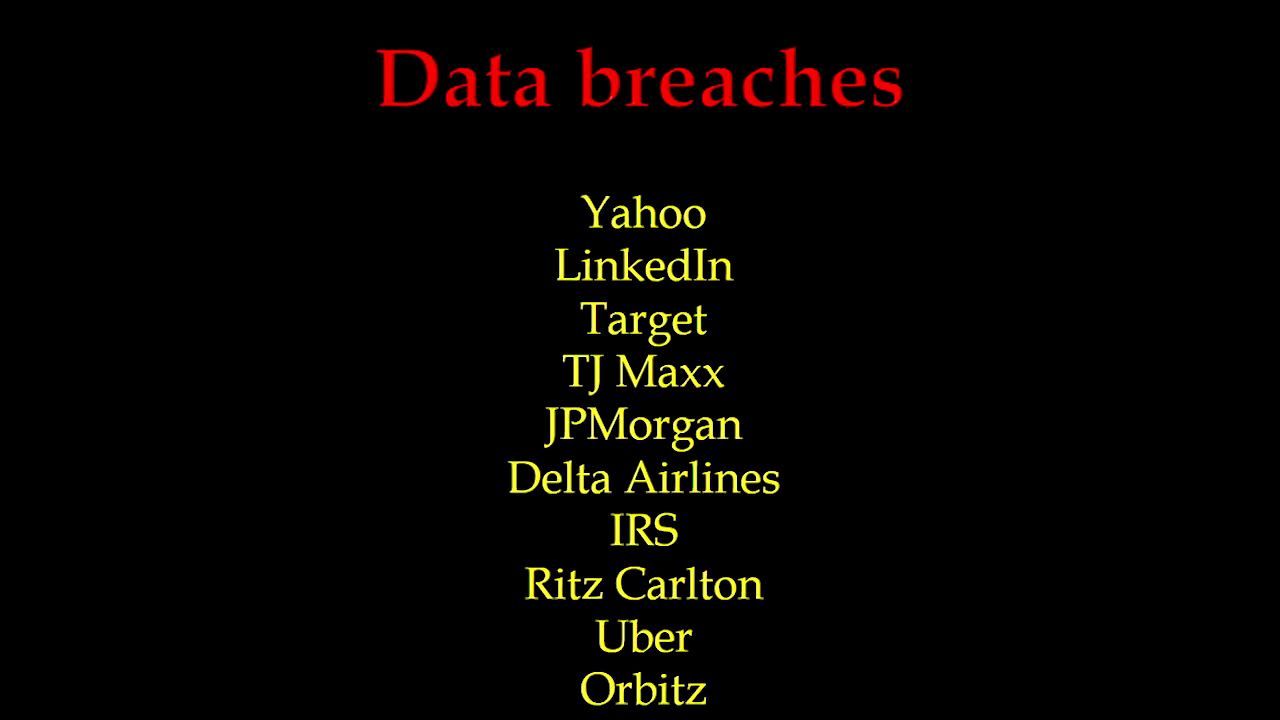 Data breaches
Yahoo
LinkedIn
Target
TJ Maxx
JPMorgan
Delta Airlines
IRS
Ritz Carlton
Uber
Orbitz